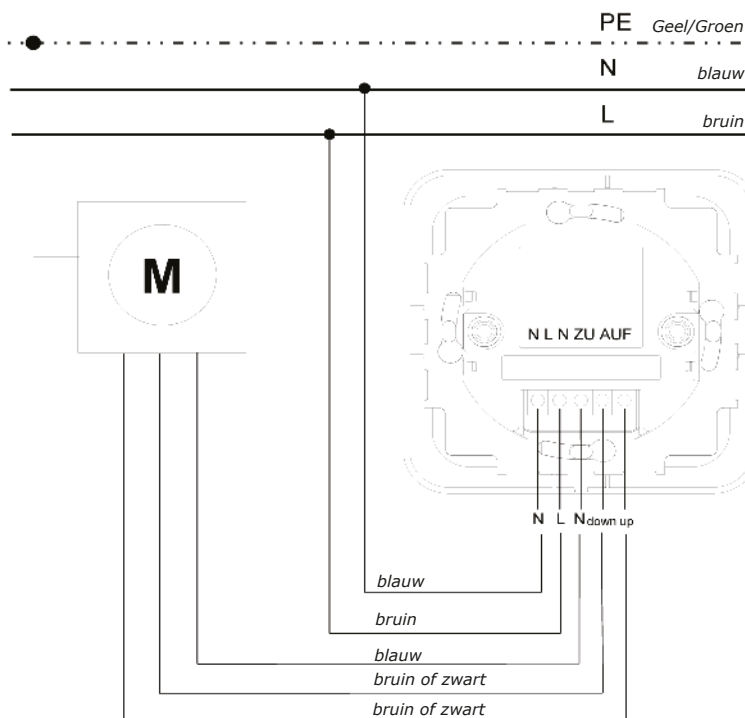 PE Geel/Groen
N blauw
L bruin
M
N L N ZU AUF
N L N down up
blauw
bruin
blauw
bruin of zwart
bruin of zwart